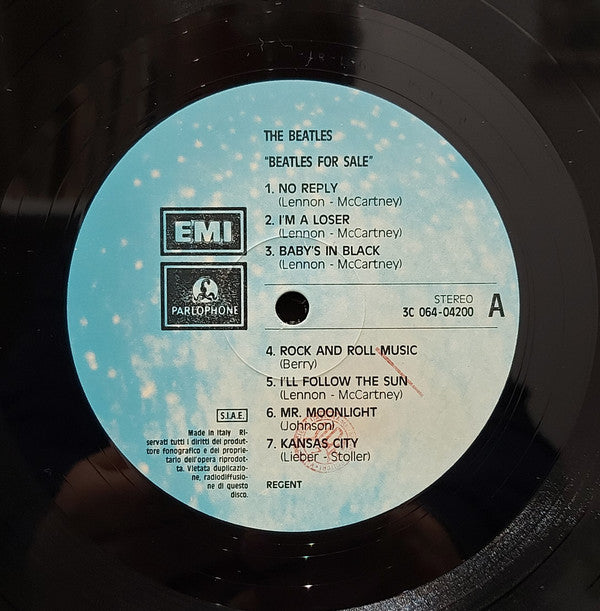 THE BEATLES
"BEATLES FOR SALE"
1. NO REPLY
(Lennon - McCartney)
2. I'M A LOSER
(Lennon - McCartney)
3. BABY'S IN BLACK
(Lennon - McCartney)
EMI
PARLOPHONE
STEREO
3C 064-04200
A
4. ROCK AND ROLL MUSIC
(Berry)
5. I'LL FOLLOW THE SUN
(Lennon - McCartney)
6. MR. MOONLIGHT
(Johnson)
7. KANSAS CITY
(Lieber - Stoller)
REGENT
S.I.A.E.
Made in Italy Ri-
servati tutti i diritti del produt-
tore fonografico e del proprie-
tario dell'opera riprodot-
ta. Vietata duplicazio-
ne, radiodiffusio-
ne di questo
disco.